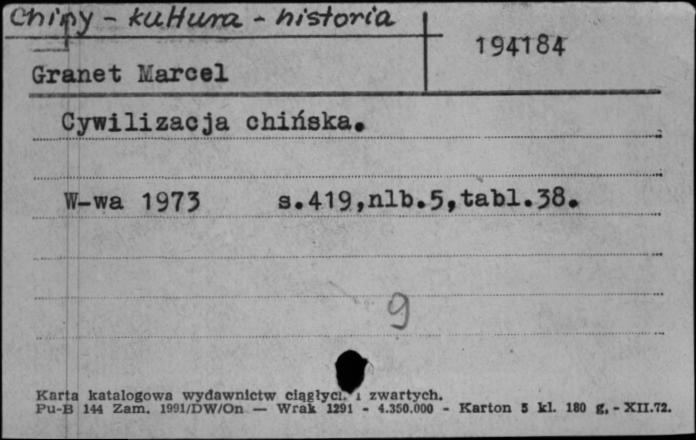 Chiny - kultura - historia
194184
Granet Marcel
Cywilizacja chińska.
W-wa 1973 s.419,nlb.5,tabl.38.
9
Karta katalogowa wydawnictw ciągłych i zwartych.
Pu-B 144 Zam. 1991/DW/On — Wrak 1291 - 4.350.000 - Karton 5 kl. 180 g. - XII.72.